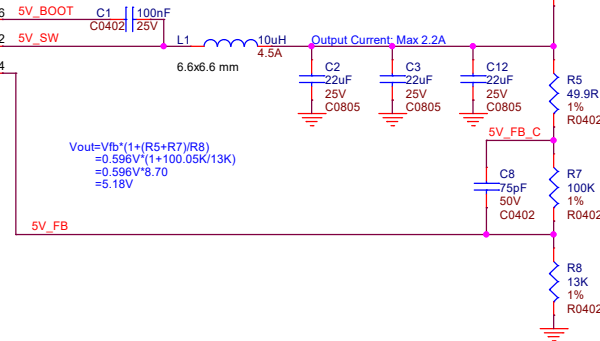 6 5V_BOOT C1 100nF
C0402 25V
2 5V_SW L1 10uH Output Current: Max 2.2A
4.5A
6.6x6.6 mm
4
C2
22uF
25V
C0805
C3
22uF
25V
C0805
C12
22uF
25V
C0805
R5
49.9R
1%
R0402
5V_FB_C
Vout=Vfb*(1+(R5+R7)/R8)
=0.596V*(1+100.05K/13K)
=0.596V*8.70
=5.18V
C8
75pF
50V
C0402
R7
100K
1%
R0402
5V_FB
R8
13K
1%
R0402